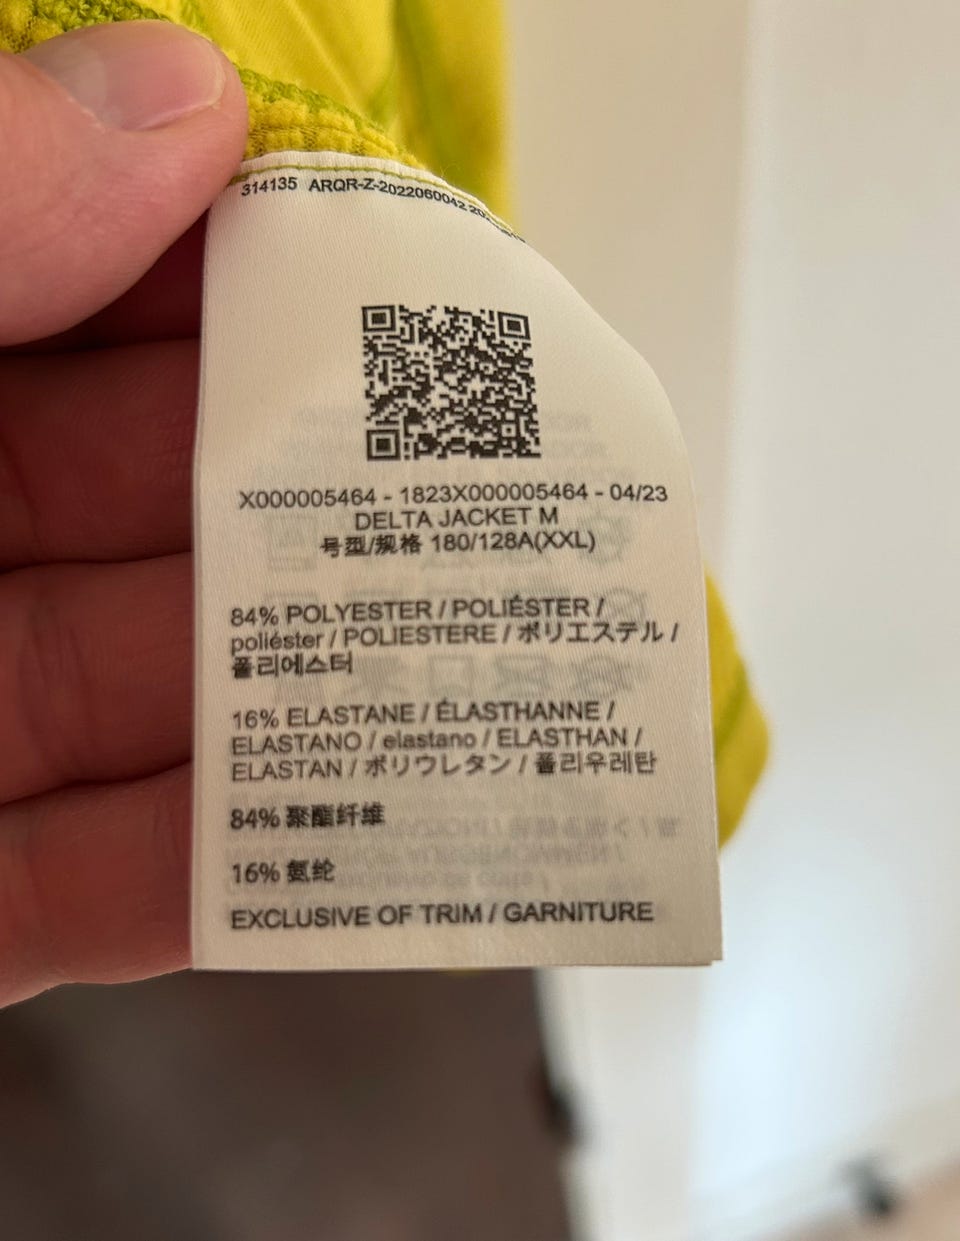 314135 ARQR-Z-2022060042
X000005464 - 1823X000005464 - 04/23
DELTA JACKET M
号型/规格 180/128A(XXL)
84% POLYESTER / POLIÉSTER /
poliéster / POLIESTERE / ポリエステル /
폴리에스터
16% ELASTANE / ÉLASTHANNE /
ELASTANO / elastano / ELASTHAN /
ELASTAN / ポリウレタン / 폴리우레탄
84% 聚酯纤维
16% 氨纶
EXCLUSIVE OF TRIM / GARNITURE